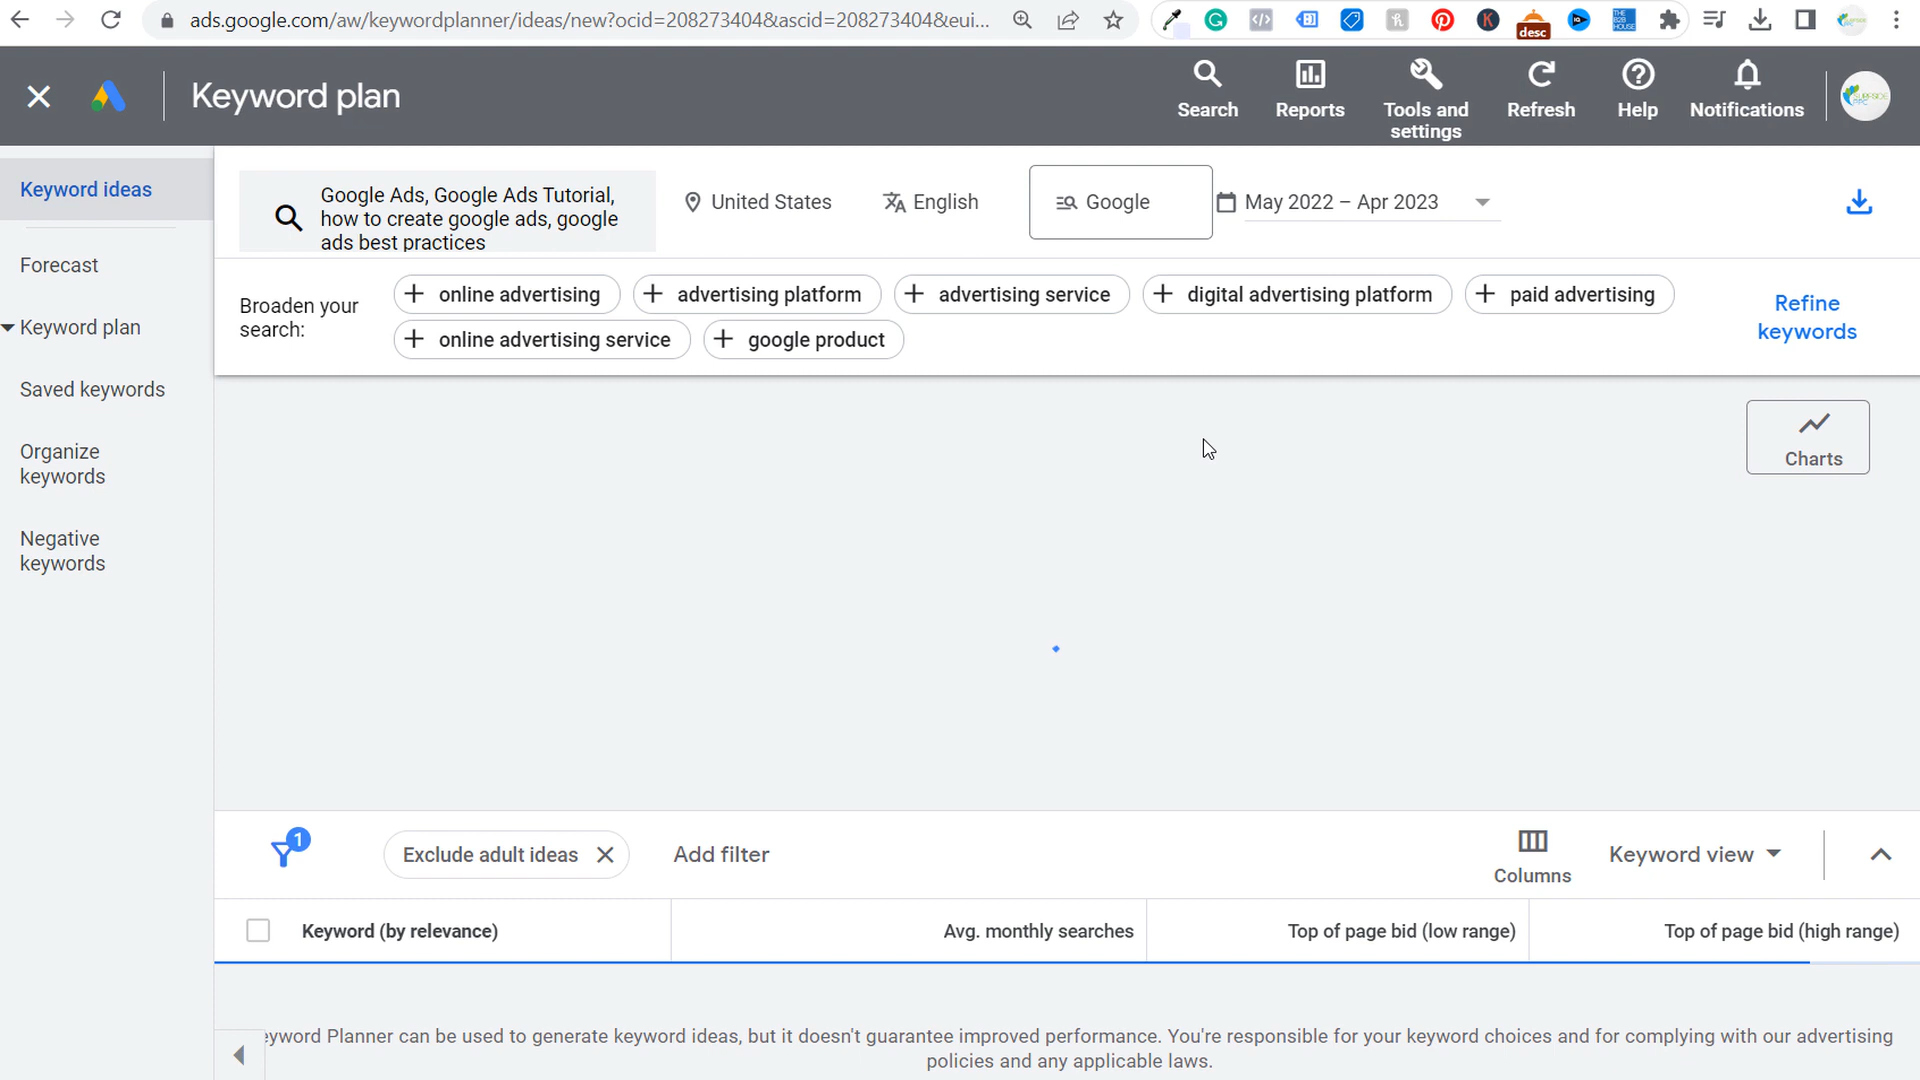 ads.google.com/aw/keywordplanner/ideas/new?ocid=208273404&ascid=208273404&eui...
desc
THE B2B HOUSE
Keyword plan
Search
Reports
Tools and
settings
Refresh
Help
Notifications
SURFSIDE
PPC
Keyword ideas
Forecast
Keyword plan
Saved keywords
Organize
keywords
Negative
keywords
Google Ads, Google Ads Tutorial,
how to create google ads, google
ads best practices
United States
English
Google
May 2022 – Apr 2023
Broaden your
search:
online advertising
advertising platform
advertising service
digital advertising platform
paid advertising
online advertising service
google product
Refine
keywords
Charts
1
Exclude adult ideas
Add filter
Columns
Keyword view
Keyword (by relevance)
Avg. monthly searches
Top of page bid (low range)
Top of page bid (high range)
eyword Planner can be used to generate keyword ideas, but it doesn't guarantee improved performance. You're responsible for your keyword choices and for complying with our advertising
policies and any applicable laws.